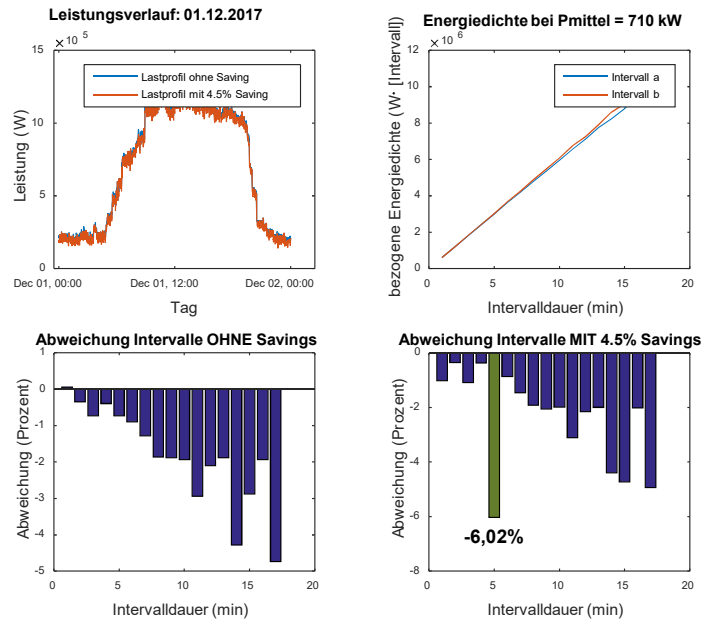 Leistungsverlauf: 01.12.2017
× 10 5
15
10
5
0
Leistung (W)
Lastprofil ohne Saving
Lastprofil mit 4.5% Saving
Dec 01, 00:00
Dec 01, 12:00
Dec 02, 00:00
Tag
Energiedichte bei Pmittel = 710 kW
× 10 6
12
10
8
6
4
2
0
bezogene Energiedichte (W· [Intervall])
Intervall a
Intervall b
0
5
10
15
20
Intervalldauer (min)
Abweichung Intervalle OHNE Savings
1
0
-1
-2
-3
-4
-5
Abweichung (Prozent)
0
5
10
15
20
Intervalldauer (min)
Abweichung Intervalle MIT 4.5% Savings
0
-2
-4
-6
-8
Abweichung (Prozent)
-6,02%
0
5
10
15
20
Intervalldauer (min)